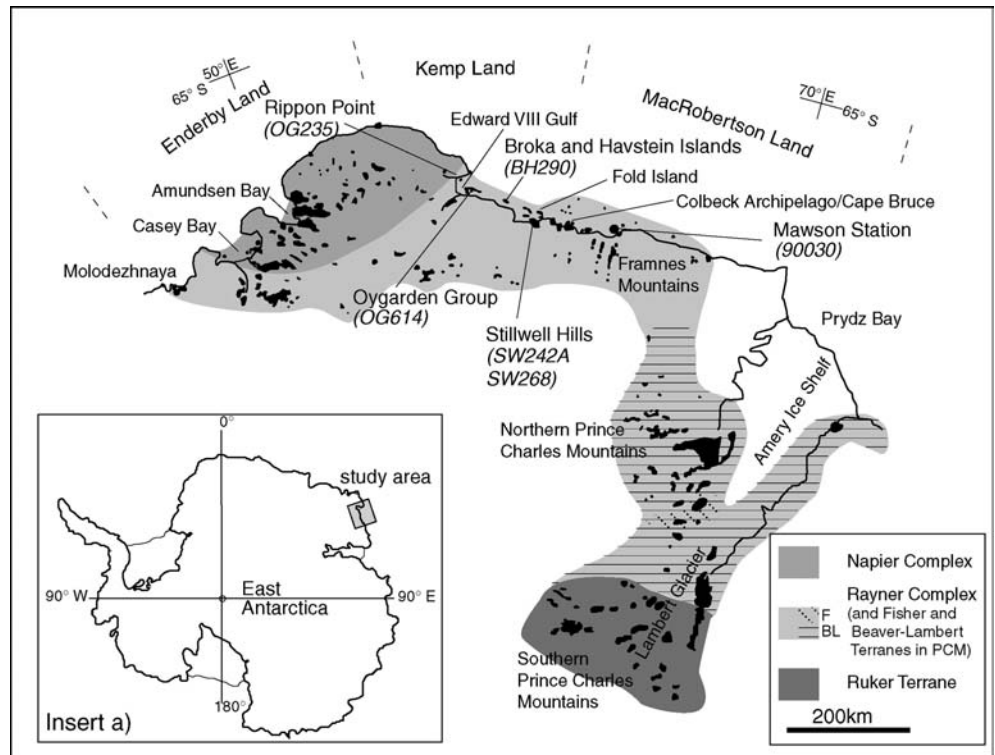 50° E
65° S
Enderby Land
Kemp Land
MacRobertson Land
70° E
65° S
Rippon Point
(OG235)
Edward VIII Gulf
Broka and Havstein Islands
(BH290)
Fold Island
Amundsen Bay
Colbeck Archipelago/Cape Bruce
Casey Bay
Mawson Station
(90030)
Molodezhnaya
Framnes
Mountains
Oygarden Group
(OG614)
Stillwell Hills
(SW242A
SW268)
Prydz Bay
Amery Ice Shelf
Northern Prince
Charles Mountains
Lambert Glacier
Southern
Prince Charles
Mountains
0°
study area
90° W
East
Antarctica
90° E
180°
Insert a)
Napier Complex
Rayner Complex
F
(and Fisher and
BL
Beaver-Lambert
Terranes in PCM)
Ruker Terrane
200km